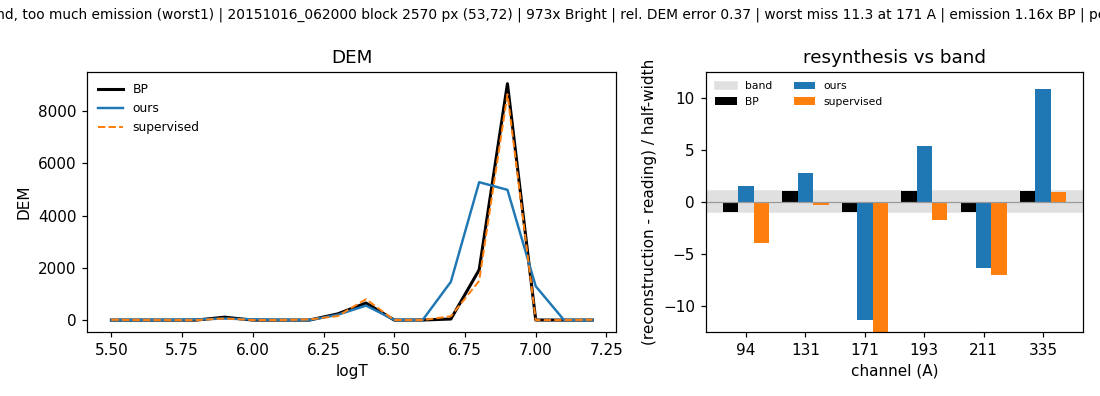 nd, too much emission (worst1) | 20151016_062000 block 2570 px (53,72) | 973x Bright | rel. DEM error 0.37 | worst miss 11.3 at 171 A | emission 1.16x BP | p
DEM
BP
ours
supervised
DEM
8000
6000
4000
2000
0
5.50 5.75 6.00 6.25 6.50 6.75 7.00 7.25
logT
resynthesis vs band
band
BP
ours
supervised
(reconstruction - reading) / half-width
10
5
0
−5
−10
94 131 171 193 211 335
channel (A)